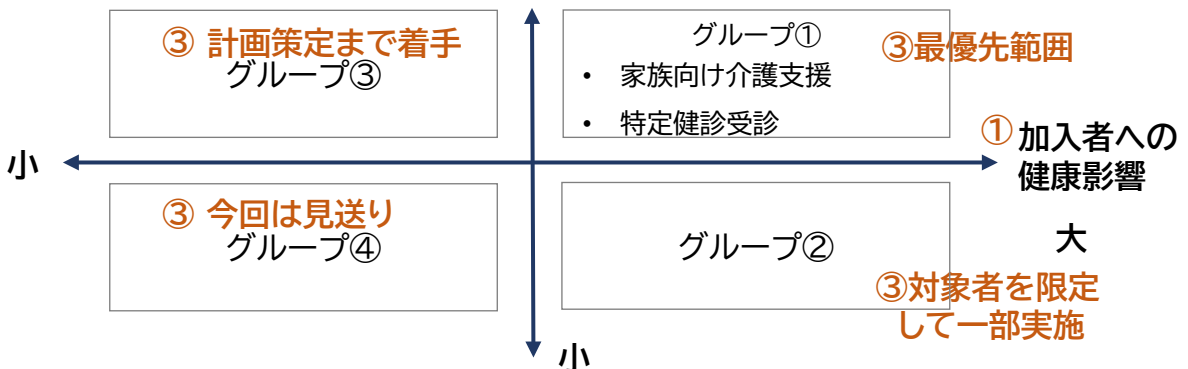 ③ 計画策定まで着手
グループ③
グループ①
• 家族向け介護支援
• 特定健診受診
③最優先範囲
小
①加入者への
健康影響
大
③ 今回は見送り
グループ④
グループ②
③対象者を限定
して一部実施
小